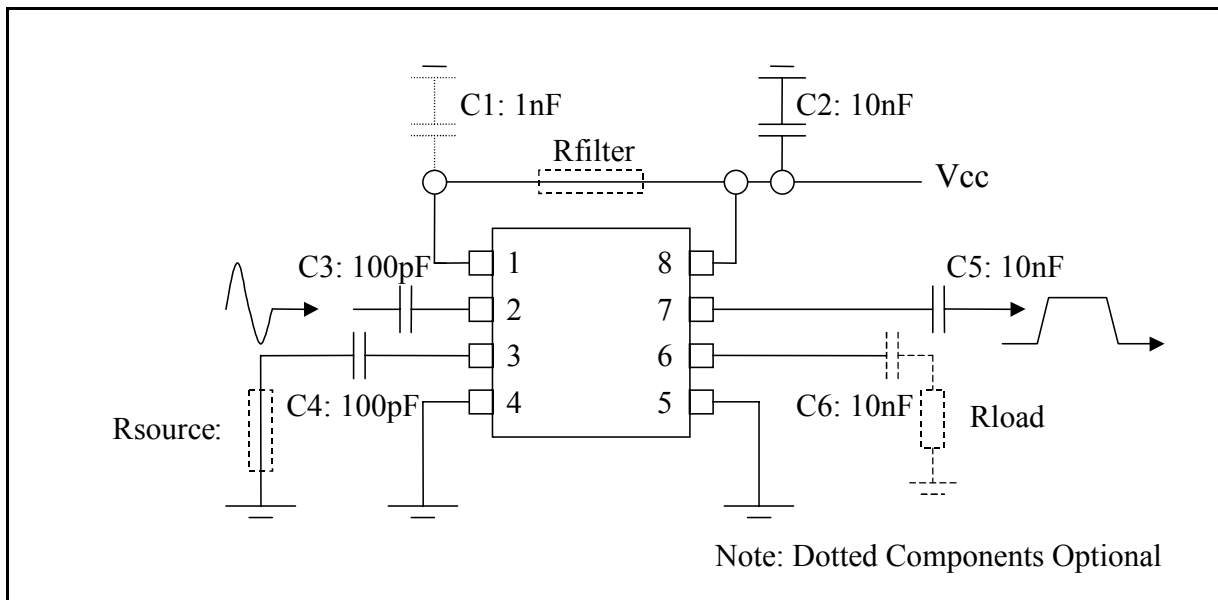 C1: 1nF
C2: 10nF
Rfilter
Vcc
C3: 100pF
1
8
C5: 10nF
2
7
3
6
C4: 100pF
4
5
C6: 10nF
Rsource:
Rload
Note: Dotted Components Optional